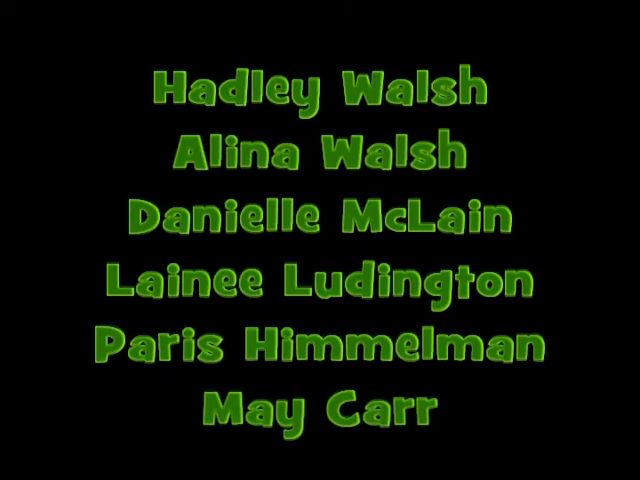 Hadley Walsh
Alina Walsh
Danielle McLain
Lainee Ludington
Paris Himmelman
May Carr